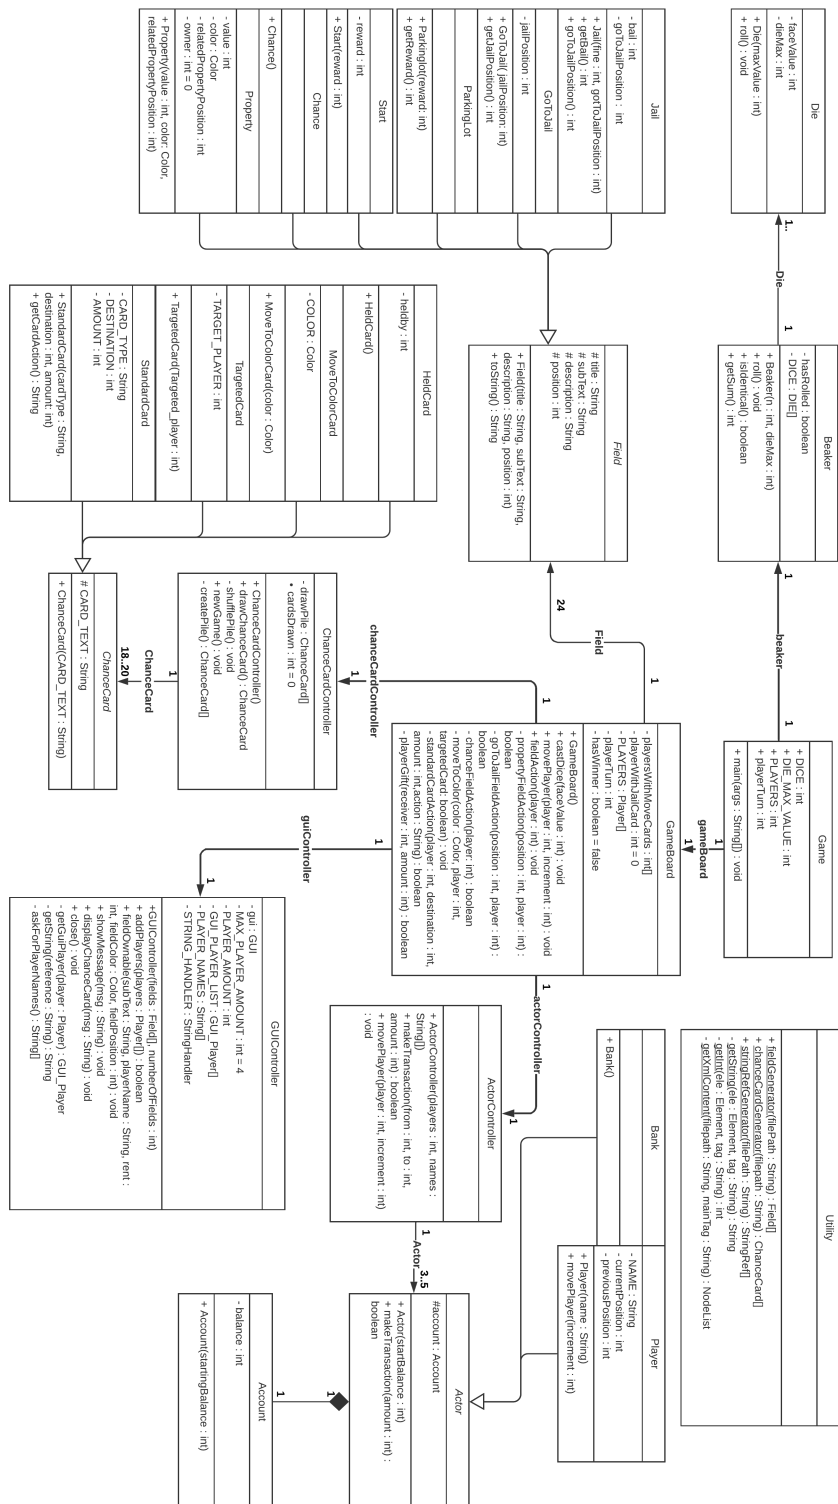 Die
- faceValue : int
- dieMax : int
+ Die(maxValue : int)
+ roll() : void
1..
Die
1
Beaker
- hasRolled : boolean
- DICE : DIE[]
+ Beaker(n : int, dieMax : int)
+ roll() : void
+ isIdentical() : boolean
+ getSum() : int
1
beaker
1
Game
+ DICE : int
+ DIE_MAX_VALUE : int
+ PLAYERS : int
+ playerTurn : int
+ main(args : String[]) : void
Utility
+ fieldGenerator(filePath : String) : Field[]
+ chanceCardGenerator(filepath : String) : ChanceCard[]
+ stringRefGenerator(filePath : String) : StringRef[]
- getString(ele : Element, tag : String) : String
- getInt(ele : Element, tag : String) : int
- getXmlContent(filepath : String, mainTag : String) : NodeList
Jail
- bail : int
- goToJailPosition : int
+ Jail(fine : int, gotToJailPosition : int)
+ getBail() : int
+ goToJailPosition() : int
GoToJail
- jailPosition : int
+ GoToJail( jailPosition: int)
+ getJailPosition() : int
ParkingLot
+ Parkinglot(reward: int)
+ getReward() : int
Start
- reward : int
+ Start(reward : int)
Chance
+ Chance()
Property
- value : int
- color : Color
- relatedPropertyPosition : int
- owner : int = 0
+ Property(value : int, color: Color,
relatedPropertyPosition : int)
Field
# title : String
# subText : String
# description : String
# position : int
+ Field(title : String, subText : String,
description : String, position : int)
+ toString() : String
24
Field
1
1
gameBoard
1
GameBoard
- playersWithMoveCards : int[]
- playerWithJailCard : int = 0
- PLAYERS : Player[]
- playerTurn : int
- hasWinner : boolean = false
+ GameBoard()
+ castDice(faceValue : int) : void
+ movePlayer(player : int, increment : int) : void
+ fieldAction(player : int) : void
- propertyFieldAction(position : int, player : int) :
boolean
- goToJailFieldAction(position : int, player : int) :
boolean
- chanceFieldAction(player: int) : boolean
- moveToColor(color : Color, player : int,
targetedCard: boolean) : void
- standardCardAction(player : int, destination : int,
amount : int,action : String) : boolean
- playerGift(receiver : int, amount : int) : boolean
Bank
+ Bank()
Player
- NAME : String
- currentPosition : int
- previousPosition : int
+ Player(name : String)
+ movePlayer(increment : int)
1
actorController
1
ActorController
+ ActorController(players : int, names :
String[])
+ makeTransaction(from : int, to : int,
amount : int) : boolean
+ movePlayer(player : int, increment : int)
: void
1
Actor
3..5
Actor
#account : Account
+ Actor(startBalance : int)
+ makeTransaction(amount : int) :
boolean
1
1
Account
- balance : int
+ Account(startingBalance : int)
HeldCard
- heldby : int
+ HeldCard()
MoveToColorCard
- COLOR : Color
+ MoveToColorCard(color : Color)
TargetedCard
- TARGET_PLAYER : int
+ TargetedCard(Targeted_player : int)
StandardCard
- CARD_TYPE : String
- DESTINATION : int
- AMOUNT : int
+ StandardCard(cardType : String,
destination : int, amount: int)
+ getCardAction() : String
1
chanceCardController
1
ChanceCardController
- drawPile : ChanceCard[]
• cardsDrawn : int = 0
+ ChanceCardController()
+ drawChanceCard() : ChanceCard
- shufflePile() : void
+ newGame() : void
- createPile() : ChanceCard[]
1
ChanceCard
18..20
ChanceCard
# CARD_TEXT : String
+ ChanceCard(CARD_TEXT : String)
1
guiController
1
GUIController
- gui : GUI
- MAX_PLAYER_AMOUNT : int = 4
- PLAYER_AMOUNT : int
- GUI_PLAYER_LIST : GUI_Player[]
- PLAYER_NAMES : String[]
- STRING_HANDLER : StringHandler
+GUIController(fields : Field[] numberOfFields : int)
+ addPlayers(players : Player[]) : boolean
+ fieldOwnable(subText : String, playerName : String, rent :
int, fieldColor : Color, fieldPosition : int) : void
+ showMessage(msg : String) : void
+ displayChanceCard(msg : String) : void
+ close() : void
- getGuiPlayer(player : Player) : GUI_Player
- getString(reference : String) : String
- askForPlayerNames() : String[]